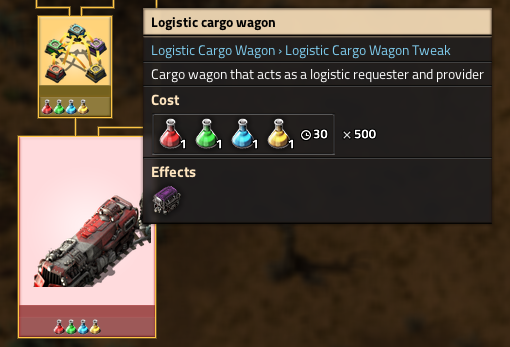 Logistic cargo wagon
Logistic Cargo Wagon › Logistic Cargo Wagon Tweak
Cargo wagon that acts as a logistic requester and provider
Cost
1 1 1 1 30 × 500
Effects